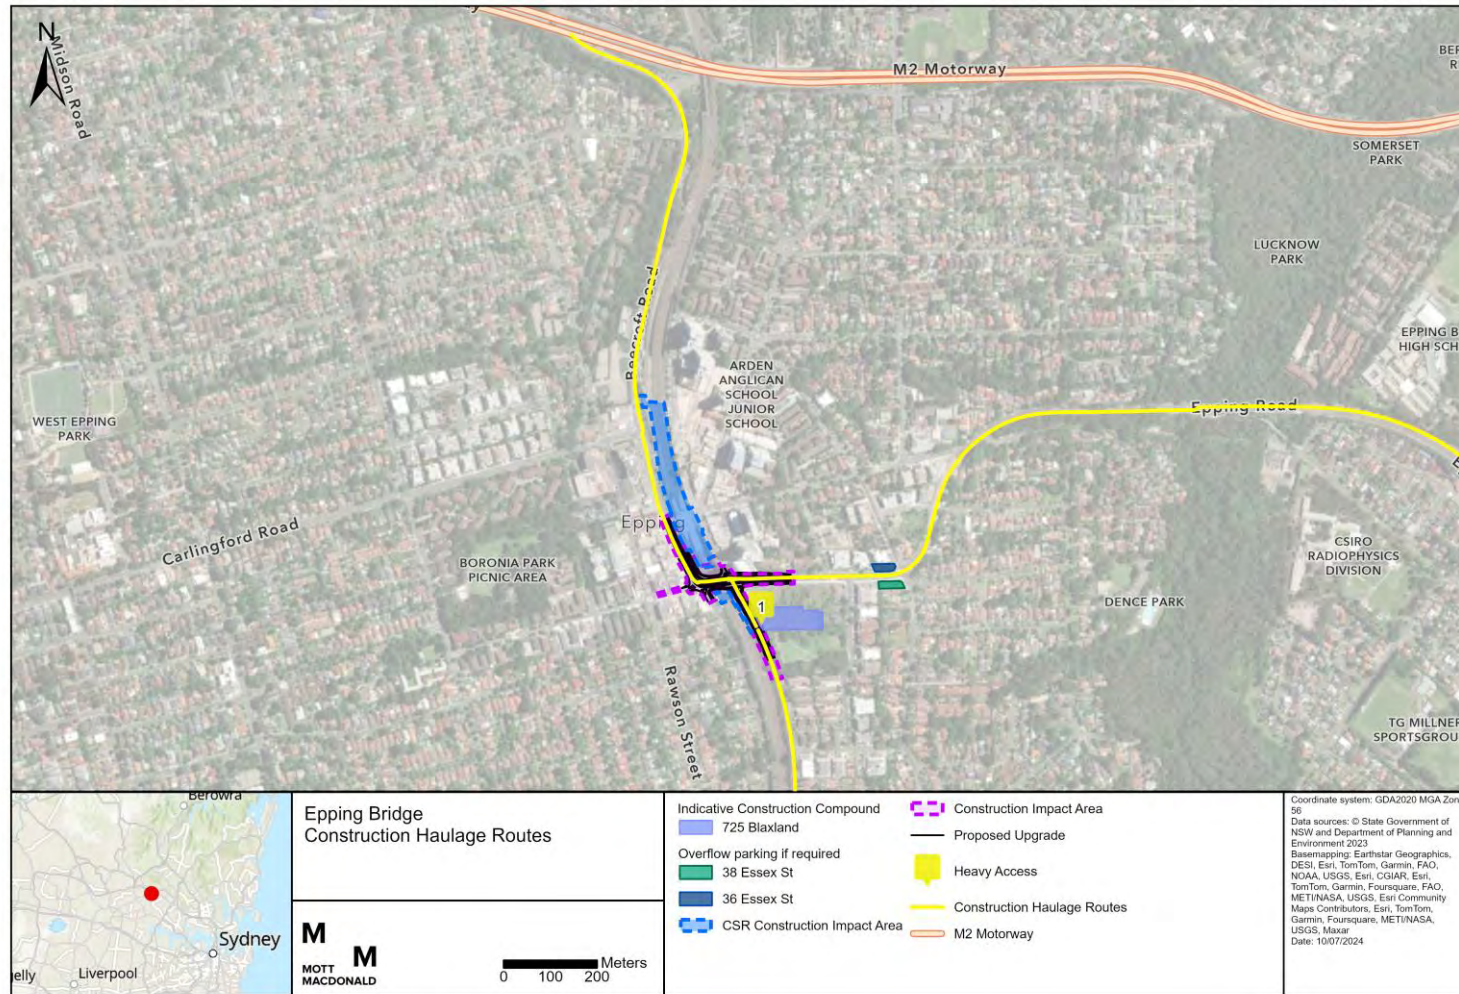 N
Midson Road
M2 Motorway
SOMERSET
PARK
LUCKNOW
PARK
Beecroft Road
EPPING B
HIGH SCH
ARDEN
ANGLICAN
SCHOOL
JUNIOR
SCHOOL
Epping Road
WEST EPPING
PARK
Epping
Carlingford Road
BORONIA PARK
PICNIC AREA
CSIRO
RADIOPHYSICS
DIVISION
1
DENCE PARK
Rawson Street
TG MILLNER
SPORTSGROU
Berowra
Sydney
Liverpool
elly
Epping Bridge
Construction Haulage Routes
M
M
MOTT
MACDONALD
Meters
0 100 200
Indicative Construction Compound
725 Blaxland
Overflow parking if required
38 Essex St
36 Essex St
CSR Construction Impact Area
Construction Impact Area
Proposed Upgrade
Heavy Access
Construction Haulage Routes
M2 Motorway
Coordinate system: GDA2020 MGA Zon
56
Data sources: © State Government of
NSW and Department of Planning and
Environment 2023
Basemapping: Earthstar Geographics,
DESI, Esri, TomTom, Garmin, FAO,
NOAA, USGS, Esri, CGIAR, Esri,
TomTom, Garmin, Foursquare, FAO,
METI/NASA, USGS, Esri Community
Maps Contributors, Esri, TomTom,
Garmin, Foursquare, METI/NASA,
USGS, Maxar
Date: 10/07/2024